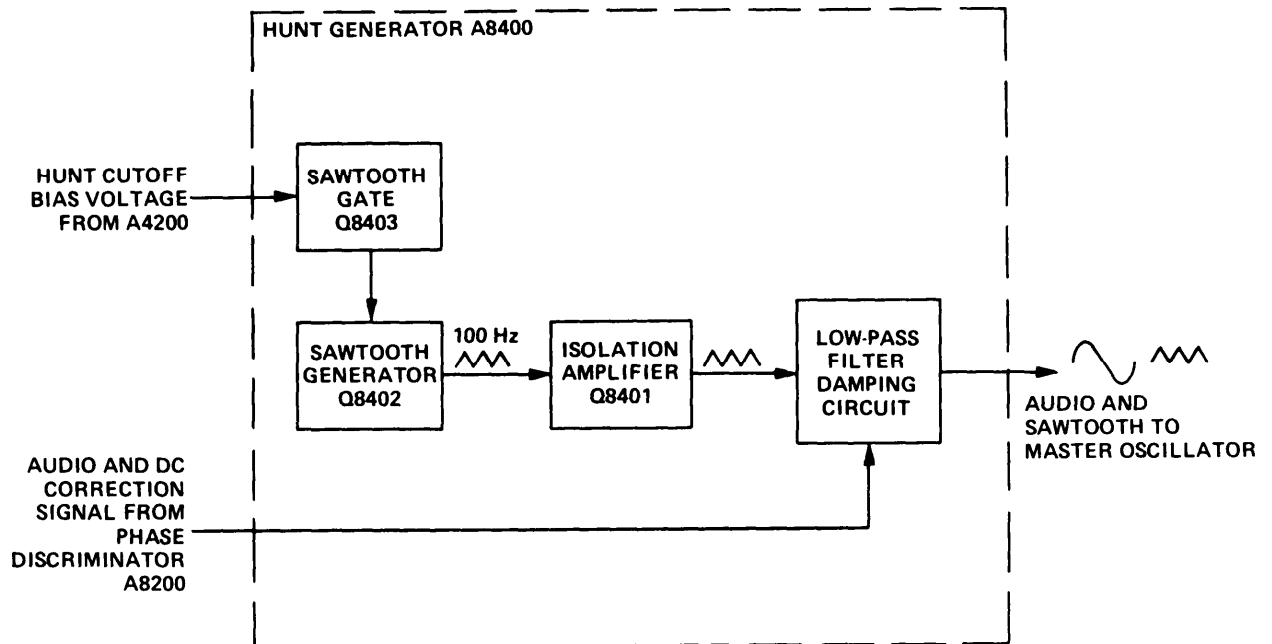 HUNT GENERATOR A8400
HUNT CUTOFF
BIAS VOLTAGE
FROM A4200
SAWTOOTH
GATE
Q8403
SAWTOOTH
GENERATOR
Q8402
100 Hz
ISOLATION
AMPLIFIER
Q8401
LOW-PASS
FILTER
DAMPING
CIRCUIT
AUDIO AND
SAWTOOTH TO
MASTER OSCILLATOR
AUDIO AND DC
CORRECTION
SIGNAL FROM
PHASE
DISCRIMINATOR
A8200